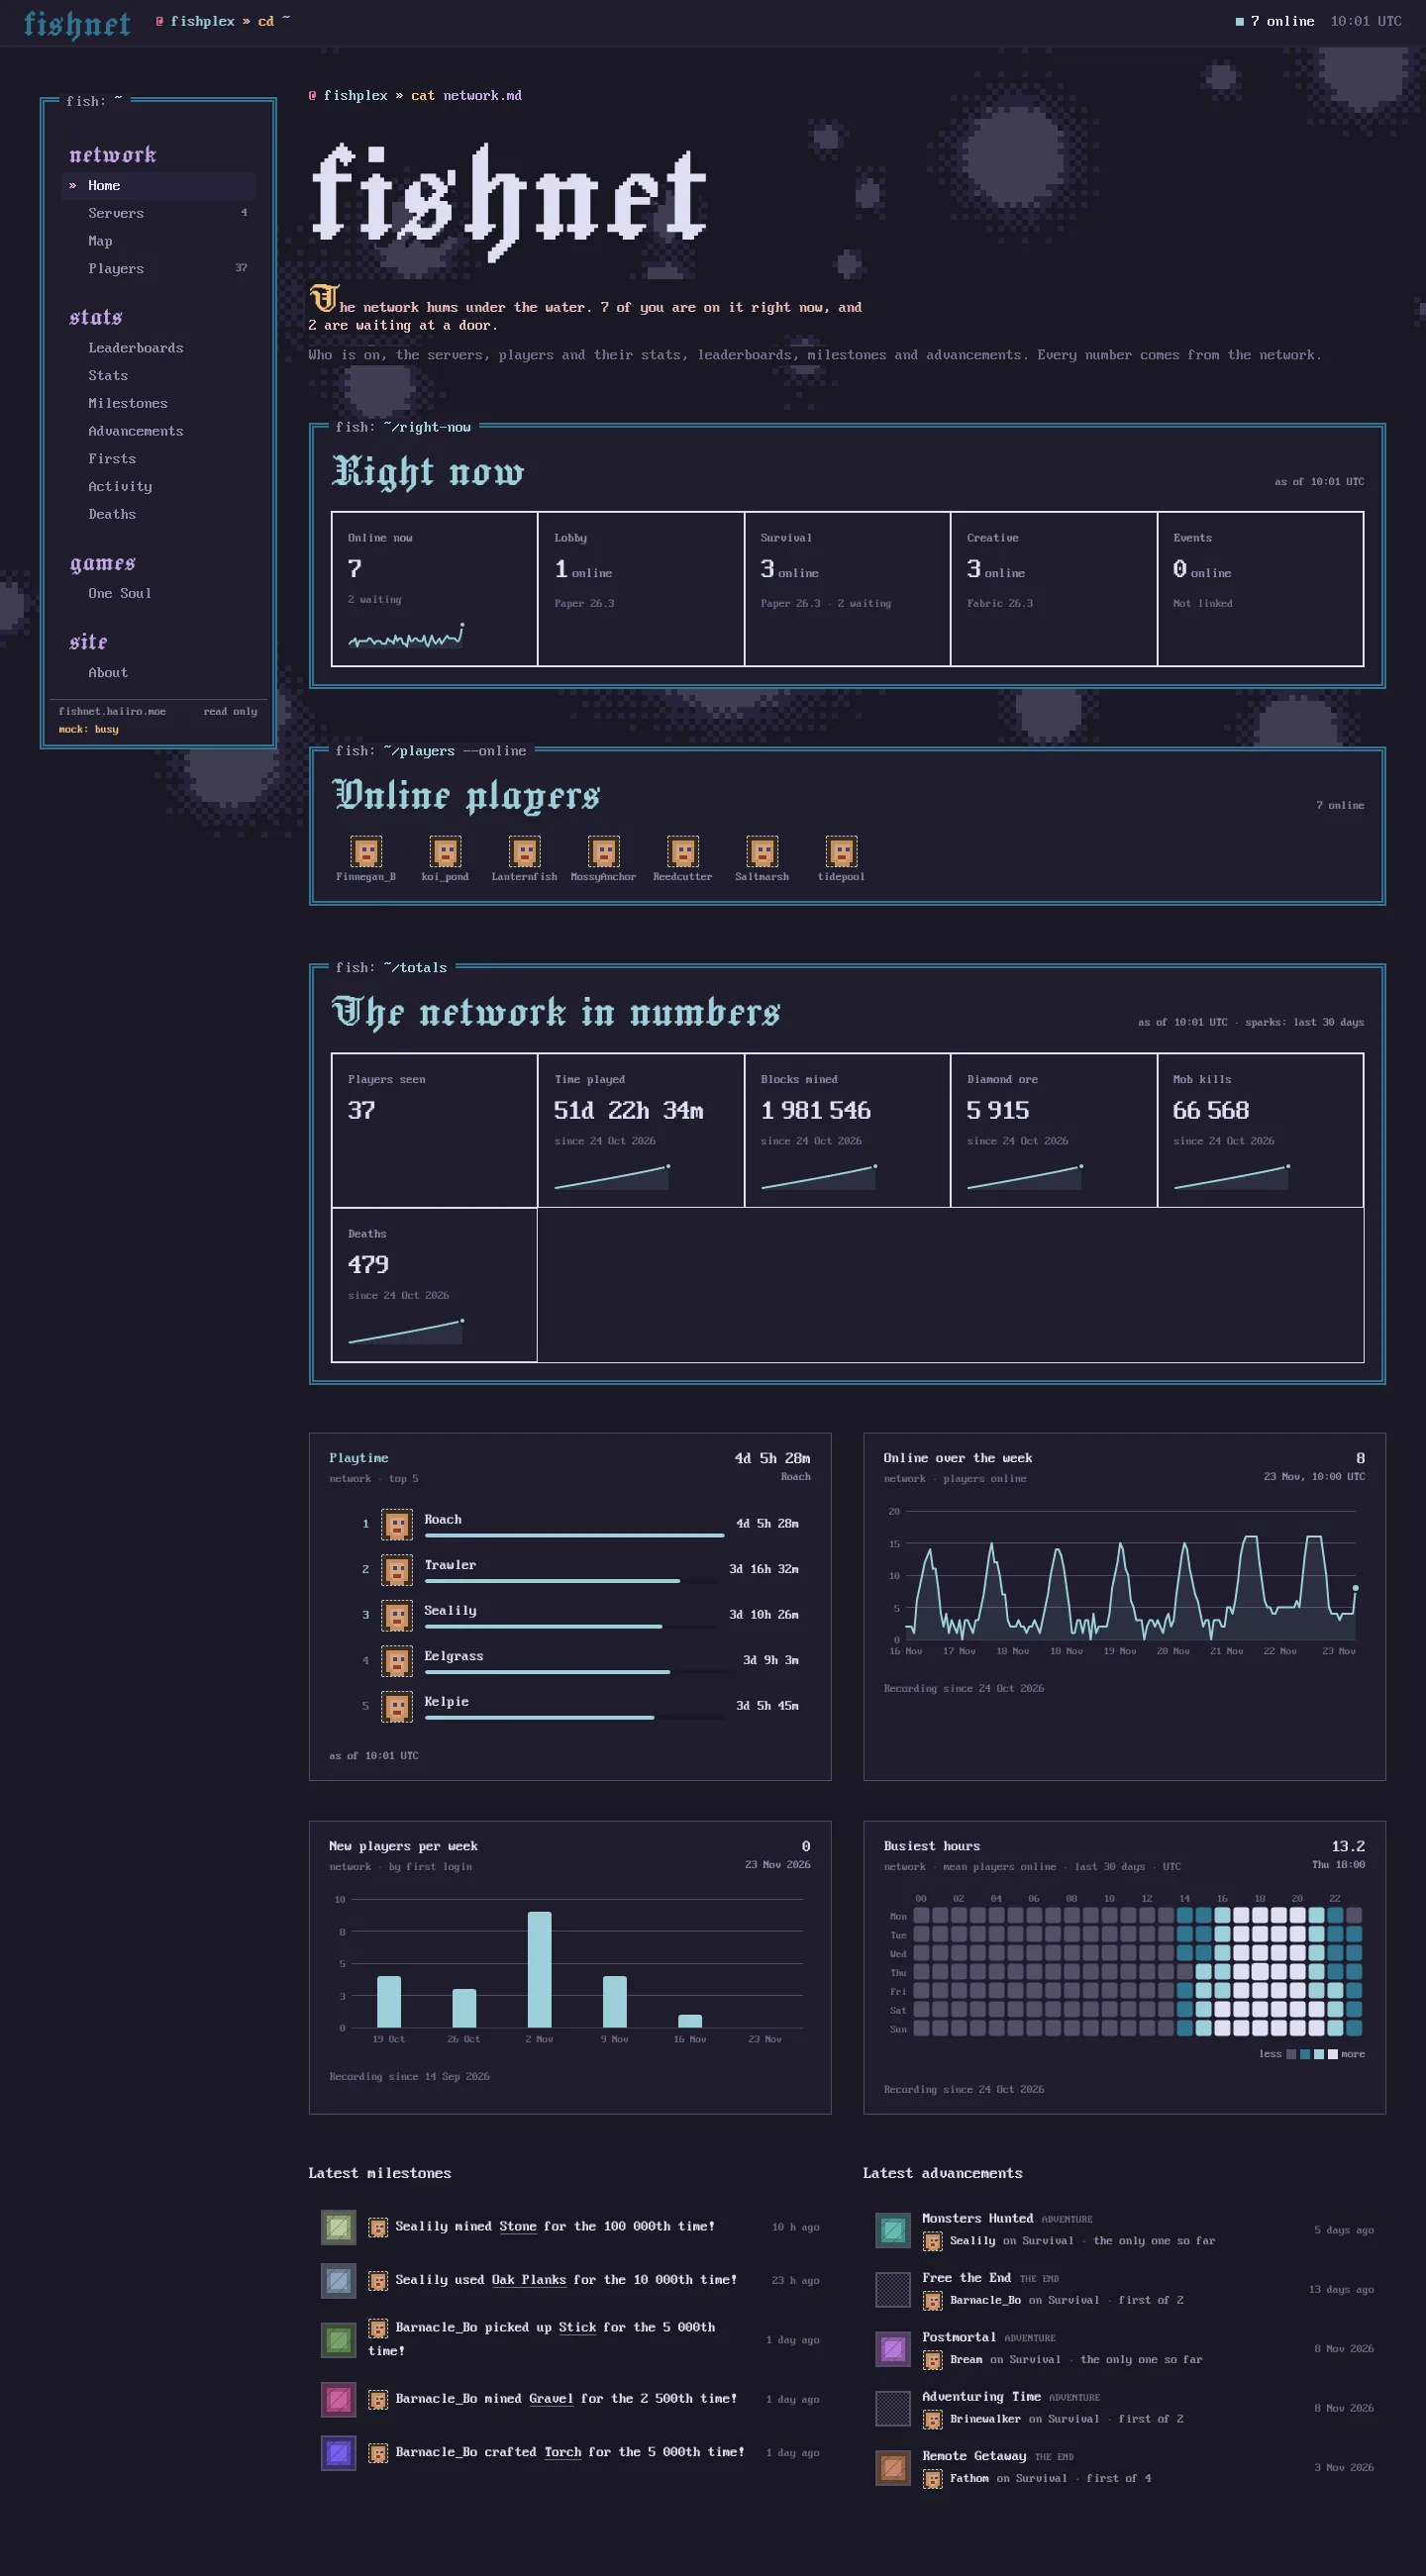 fishnet
@ fishplex » cd ~
7 online 10:01 UTC
fish: ~
network
» Home
Servers 4
Map
Players 37
stats
Leaderboards
Stats
Milestones
Advancements
Firsts
Activity
Deaths
games
One Soul
site
About
fishnet.haiiro.moe read only
mock: busy
@ fishplex » cat network.md
fishnet
The network hums under the water. 7 of you are on it right now, and
2 are waiting at a door.
Who is on, the servers, players and their stats, leaderboards, milestones and advancements. Every number comes from the network.
fish: ~/right-now
Right now
as of 10:01 UTC
Online now
7
2 waiting
Lobby
1 online
Paper 26.3
Survival
3 online
Paper 26.3 · 2 waiting
Creative
3 online
Fabric 26.3
Events
0 online
Not linked
fish: ~/players --online
Online players
7 online
Finnegan_B
koi_pond
Lanternfish
MossyAnchor
Reedcutter
Saltmarsh
tidepool
fish: ~/totals
The network in numbers
as of 10:01 UTC · sparks: last 30 days
Players seen
37
Time played
51d 22h 34m
since 24 Oct 2026
Blocks mined
1 981 546
since 24 Oct 2026
Diamond ore
5 915
since 24 Oct 2026
Mob kills
66 568
since 24 Oct 2026
Deaths
479
since 24 Oct 2026
Playtime 4d 5h 28m
network · top 5 Roach
1 Roach 4d 5h 28m
2 Trawler 3d 16h 32m
3 Sealily 3d 10h 26m
4 Eelgrass 3d 9h 3m
5 Kelpie 3d 5h 45m
as of 10:01 UTC
Online over the week 8
network · players online 23 Nov, 10:00 UTC
20
15
10
5
0
16 Nov 17 Nov 18 Nov 18 Nov 19 Nov 20 Nov 21 Nov 22 Nov 23 Nov
Recording since 24 Oct 2026
New players per week 0
network · by first login 23 Nov 2026
10
8
5
3
0
19 Oct 26 Oct 2 Nov 9 Nov 16 Nov 23 Nov
Recording since 14 Sep 2026
Busiest hours 13.2
network · mean players online · last 30 days · UTC Thu 18:00
00 02 04 06 08 10 12 14 16 18 20 22
Mon
Tue
Wed
Thu
Fri
Sat
Sun
less more
Recording since 24 Oct 2026
Latest milestones
Sealily mined Stone for the 100 000th time! 10 h ago
Sealily used Oak Planks for the 10 000th time! 23 h ago
Barnacle_Bo picked up Stick for the 5 000th
time! 1 day ago
Barnacle_Bo mined Gravel for the 2 500th time! 1 day ago
Barnacle_Bo crafted Torch for the 5 000th time! 1 day ago
Latest advancements
Monsters Hunted ADVENTURE
Sealily on Survival · the only one so far 5 days ago
Free the End THE END
Barnacle_Bo on Survival · first of 2 13 days ago
Postmortal ADVENTURE
Bream on Survival · the only one so far 8 Nov 2026
Adventuring Time ADVENTURE
Brinewalker on Survival · first of 2 8 Nov 2026
Remote Getaway THE END
Fathom on Survival · first of 4 3 Nov 2026